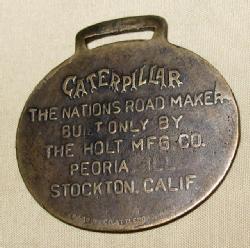 CATERPILLAR
THE NATIONS ROAD MAKER
BUILT ONLY BY
THE HOLT MFG. CO.
PEORIA ILL.
STOCKTON, CALIF.